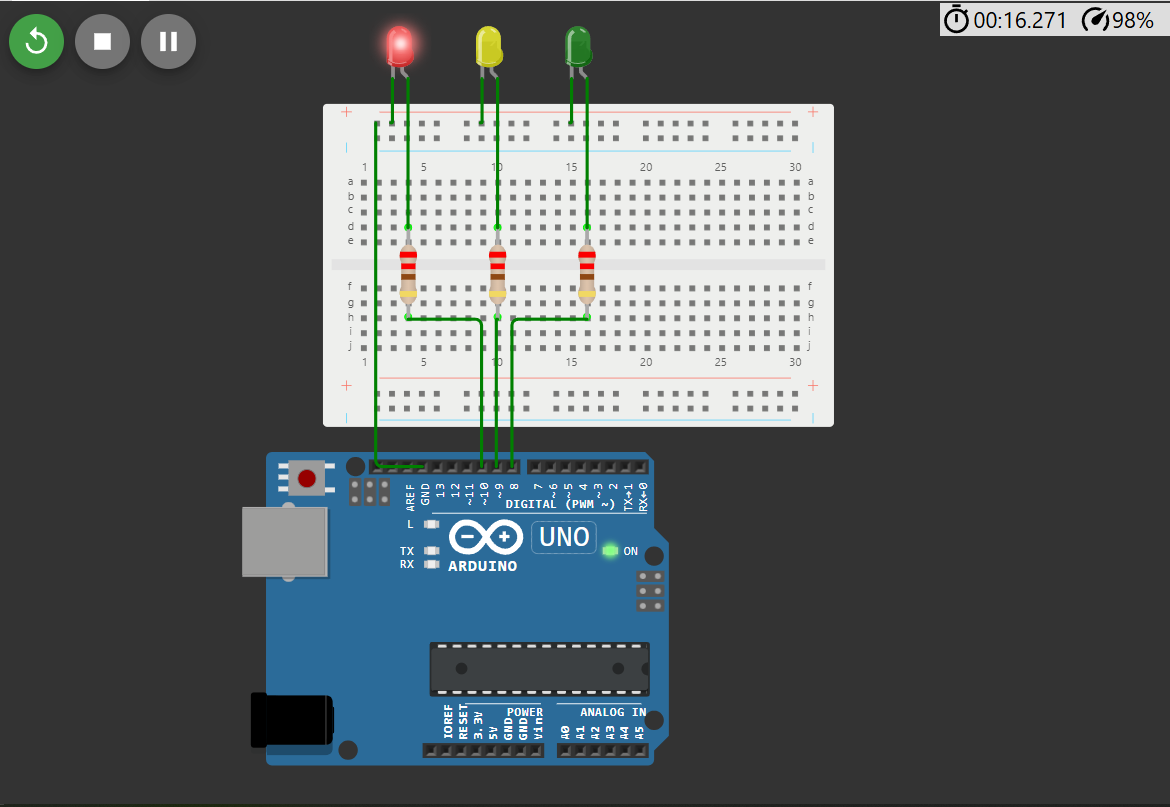 00:16.271 98%
+ +
1 5 10 15 20 25 30
a a
b b
c c
d d
e e
f f
g g
h h
i i
j j
1 5 10 15 20 25 30
+ +
AREF GND 13 12 ~11 ~10 ~9 8 7 ~6 ~5 4 ~3 2 TX→1 RX←0
DIGITAL (PWM ~)
L
TX
RX
UNO
ON
ARDUINO
POWER ANALOG IN
IOREF RESET 3.3V 5V GND GND Vin A0 A1 A2 A3 A4 A5